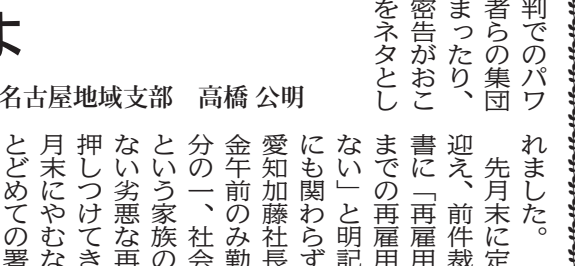 判でのパワ
者らの集団
まったり、
密告がおこ
をネタとし
よ
名古屋地域支部　高橋 公明
れました。
　先月末に定
迎え、前件裁
書に「再雇用
までの再雇用
ない」と明記
にも関わらず
愛知加藤社長
金午前のみ勤
分の一、社会
という家族の
ない劣悪な再
押しつけてき
月末にやむな
とどめての署